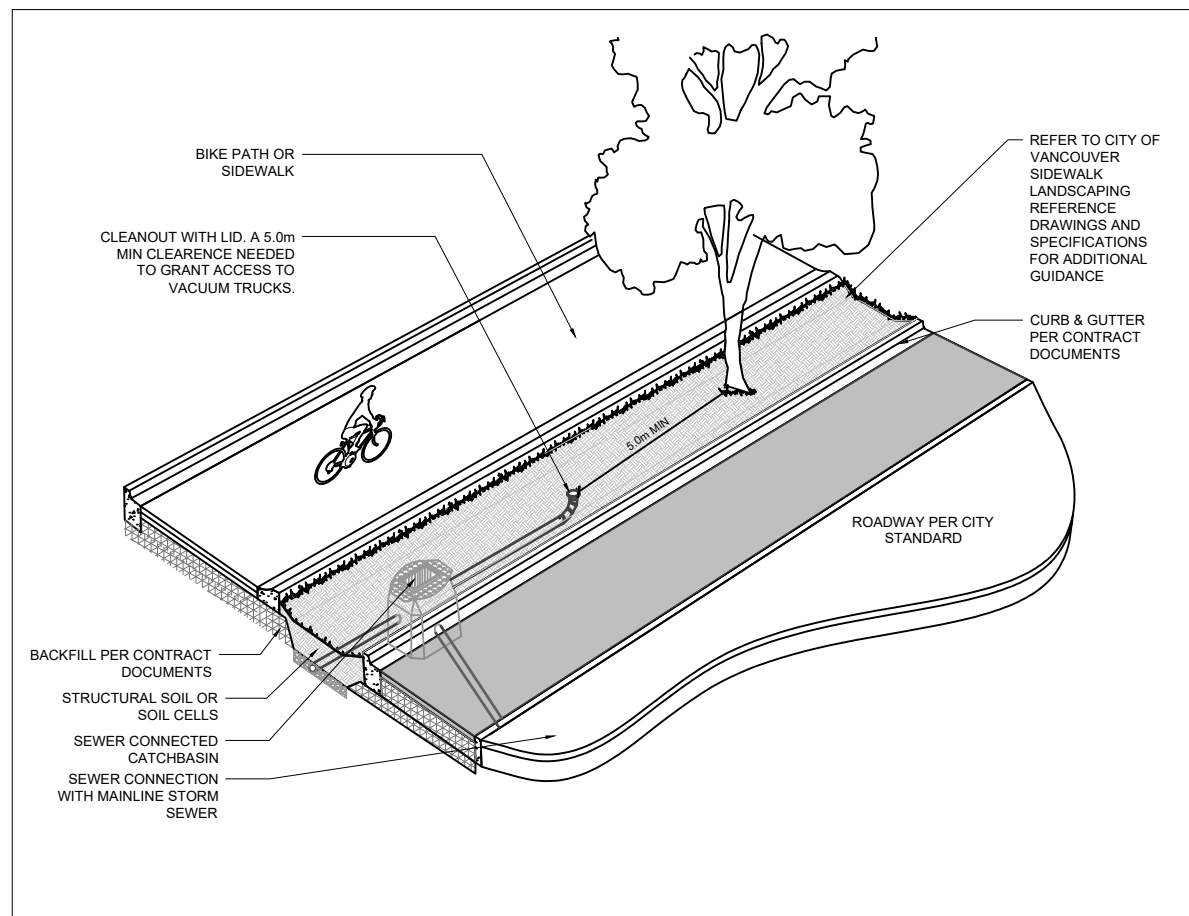 BIKE PATH OR
SIDEWALK
CLEANOUT WITH LID. A 5.0m
MIN CLEARENCE NEEDED
TO GRANT ACCESS TO
VACUUM TRUCKS.
REFER TO CITY OF
VANCOUVER
SIDEWALK
LANDSCAPING
REFERENCE
DRAWINGS AND
SPECIFICATIONS
FOR ADDITIONAL
GUIDANCE
CURB & GUTTER
PER CONTRACT
DOCUMENTS
5.0m MIN
ROADWAY PER CITY
STANDARD
BACKFILL PER CONTRACT
DOCUMENTS
STRUCTURAL SOIL OR
SOIL CELLS
SEWER CONNECTED
CATCHBASIN
SEWER CONNECTION
WITH MAINLINE STORM
SEWER